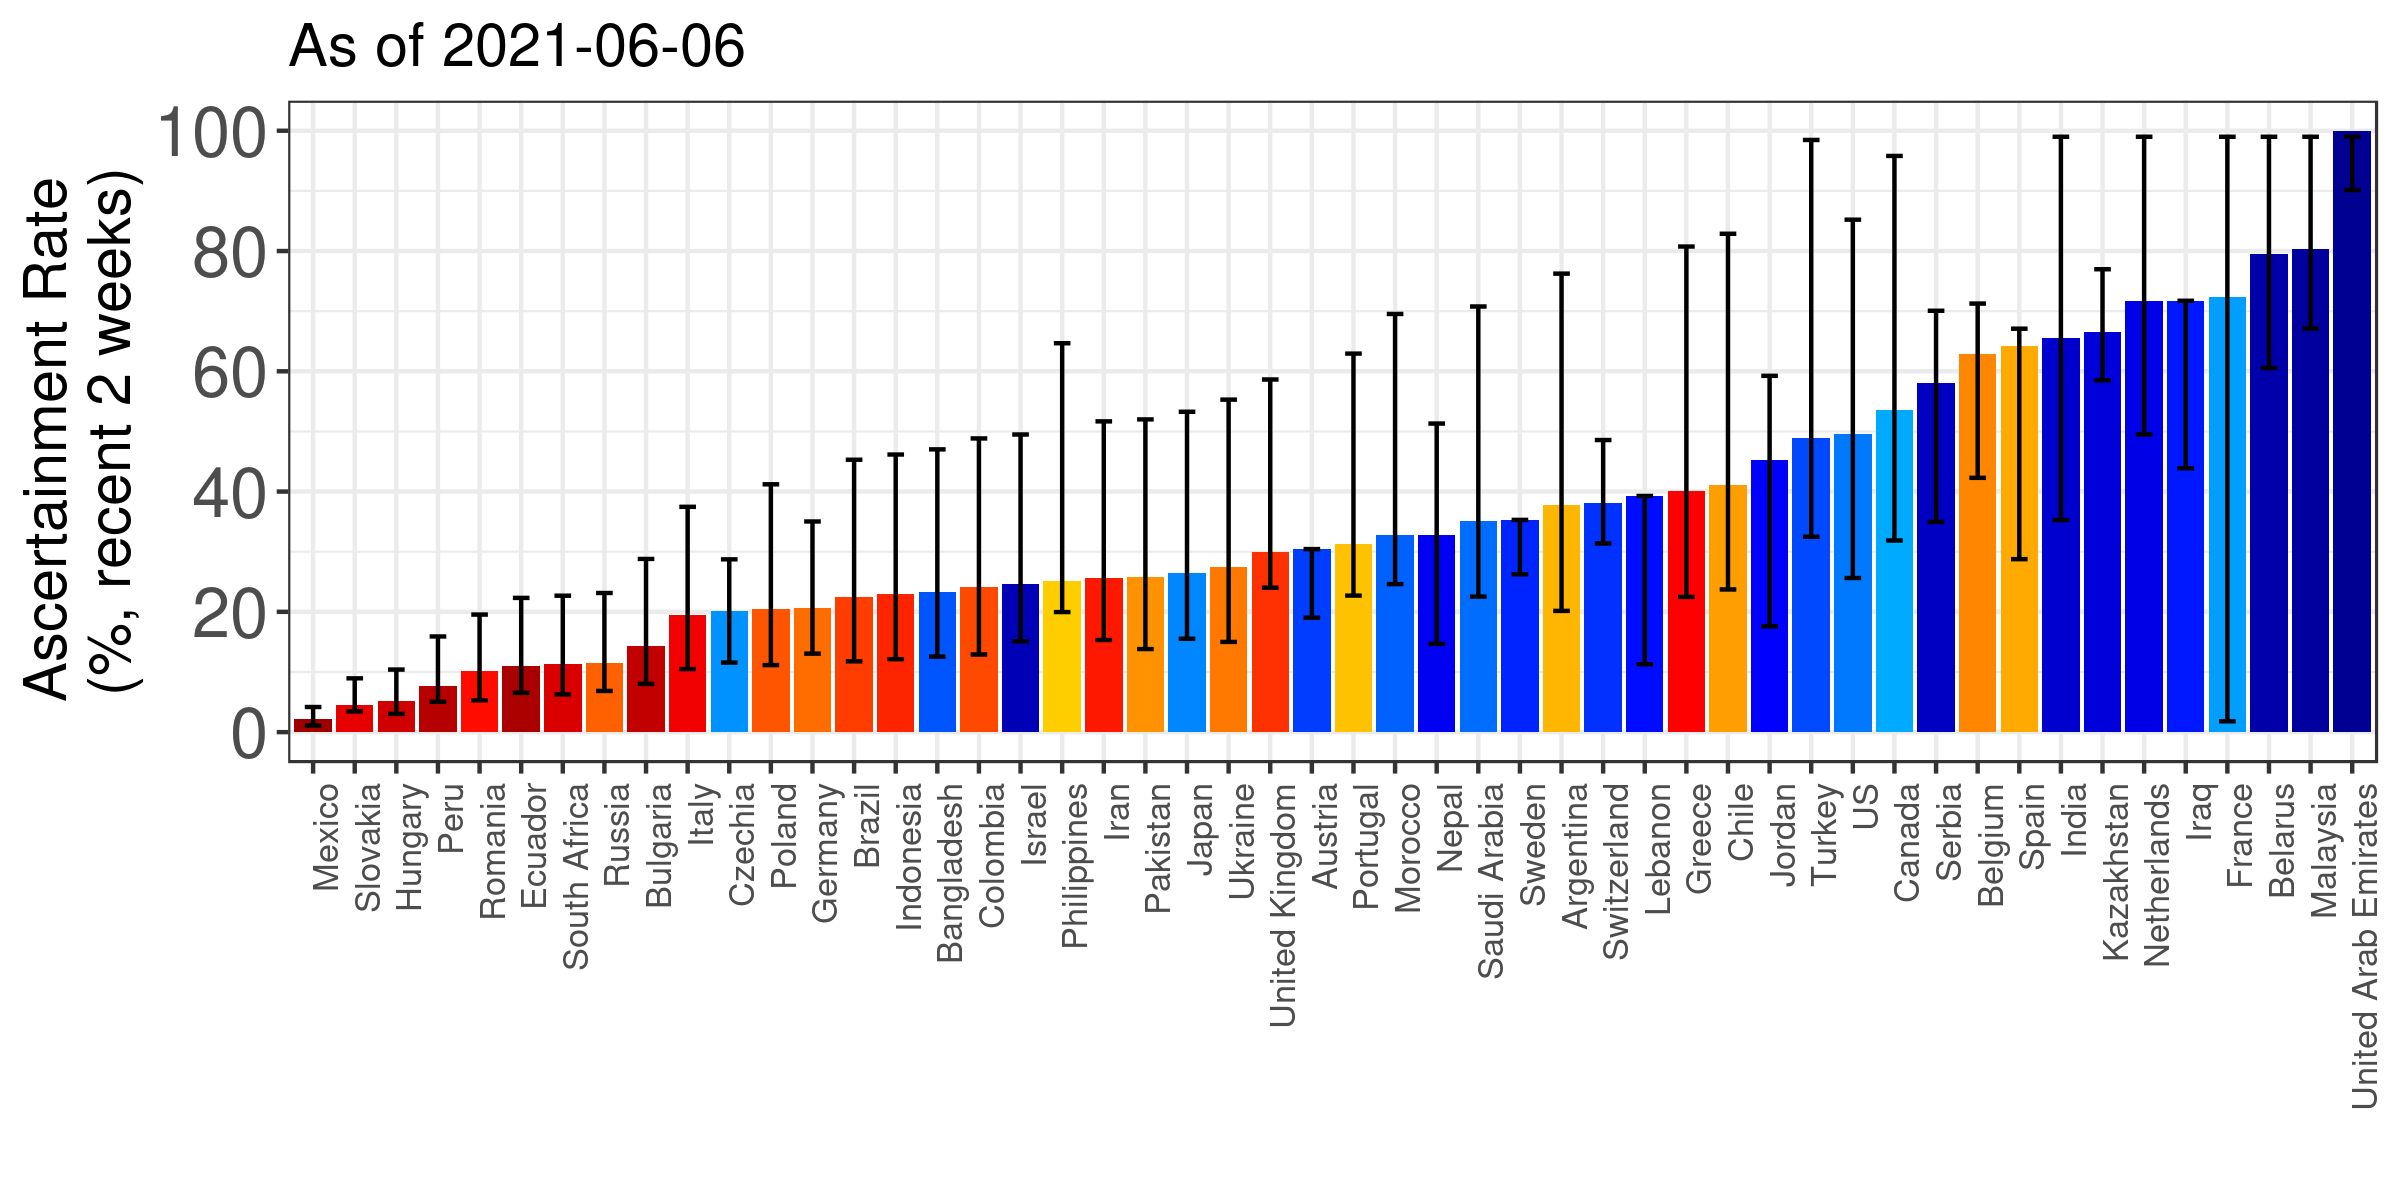 As of 2021-06-06
Ascertainment Rate
(%, recent 2 weeks)
100
80
60
40
20
0
Mexico
Slovakia
Hungary
Peru
Romania
Ecuador
South Africa
Russia
Bulgaria
Italy
Czechia
Poland
Germany
Brazil
Indonesia
Bangladesh
Colombia
Israel
Philippines
Iran
Pakistan
Japan
Ukraine
United Kingdom
Austria
Portugal
Morocco
Nepal
Saudi Arabia
Sweden
Argentina
Switzerland
Lebanon
Greece
Chile
Jordan
Turkey
US
Canada
Serbia
Belgium
Spain
India
Kazakhstan
Netherlands
Iraq
France
Belarus
Malaysia
United Arab Emirates